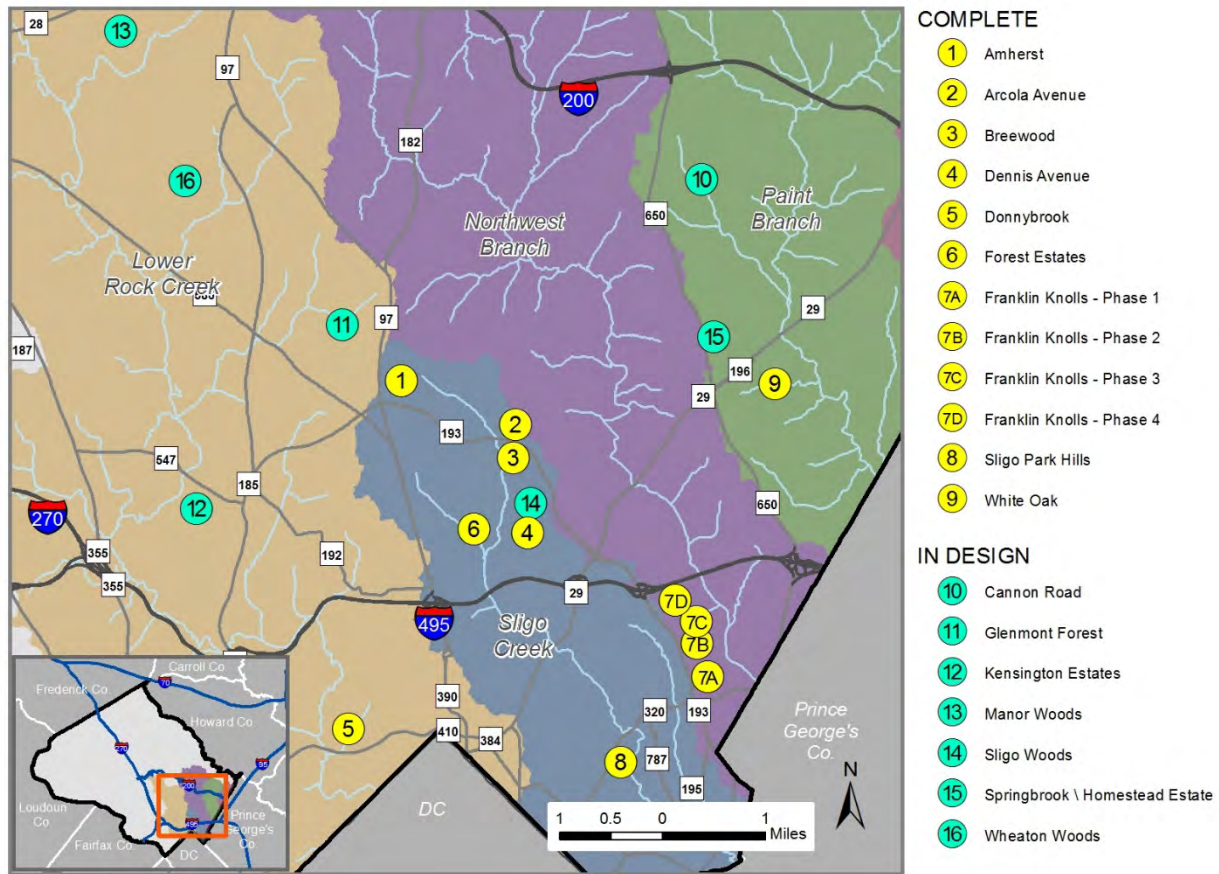 28
13
97
200
182
16
10
Paint
Branch
650
Northwest
Branch
Lower
Rock Creek
29
11
97
15
187
196
1
9
29
2
193
3
547
185
14
650
12
270
6
4
355
192
355
29
7D
495
7C
Sligo
Creek
7B
7A
390
320
193
Prince
George's
Co.
5
410
384
8
787
195
N
DC
1 0.5 0 1
Miles
Carroll Co.
70
Frederick Co.
Howard Co.
270
95
200
Loudoun
Co
495
Prince
George's
Co.
Fairfax Co.
DC
COMPLETE
1 Amherst
2 Arcola Avenue
3 Breewood
4 Dennis Avenue
5 Donnybrook
6 Forest Estates
7A Franklin Knolls - Phase 1
7B Franklin Knolls - Phase 2
7C Franklin Knolls - Phase 3
7D Franklin Knolls - Phase 4
8 Sligo Park Hills
9 White Oak
IN DESIGN
10 Cannon Road
11 Glenmont Forest
12 Kensington Estates
13 Manor Woods
14 Sligo Woods
15 Springbrook \ Homestead Estate
16 Wheaton Woods